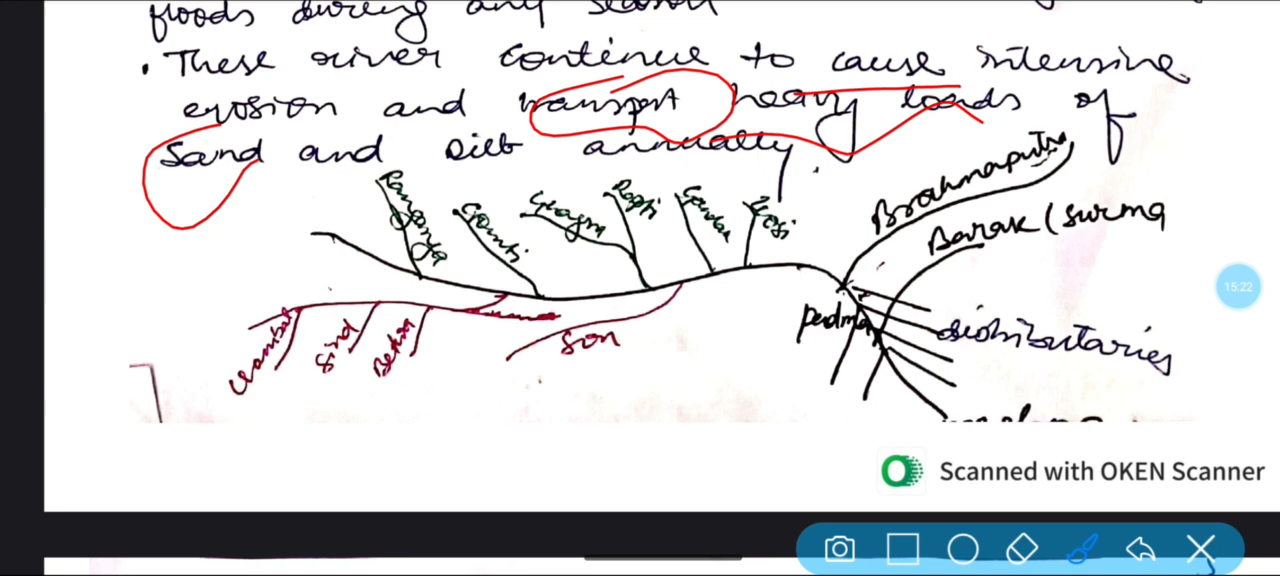 floods during any season
• These river continue to cause intensive
erosion and transport heavy loads of
Sand and silt annually
Ramganga
Gomti
Ghagra
Rapti
Gandak
Kosi
Brahmaputra
Barak (Surma
Chambal
Sind
Betwa
Son
padma
distributaries
15:22
Scanned with OKEN Scanner